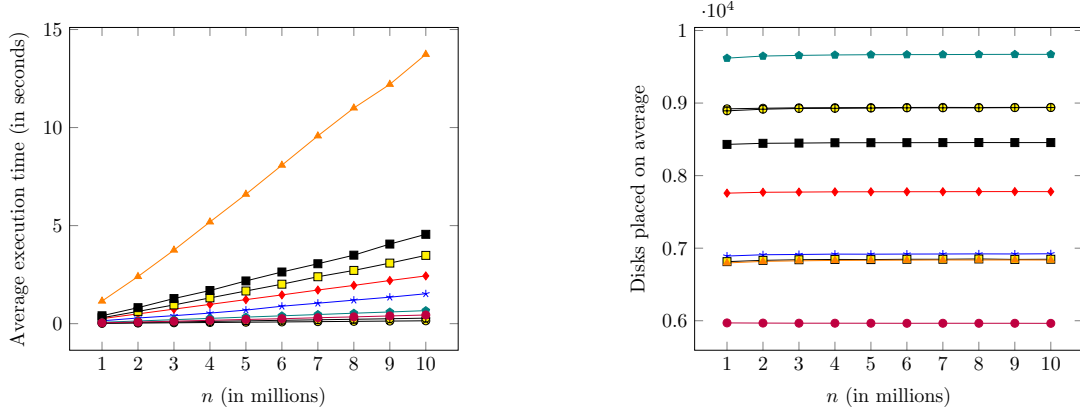 15
10
5
0
1 2 3 4 5 6 7 8 9 10
n (in millions)
Average execution time (in seconds)
·10⁴
1
0.9
0.8
0.7
0.6
1 2 3 4 5 6 7 8 9 10
n (in millions)
Disks placed on average